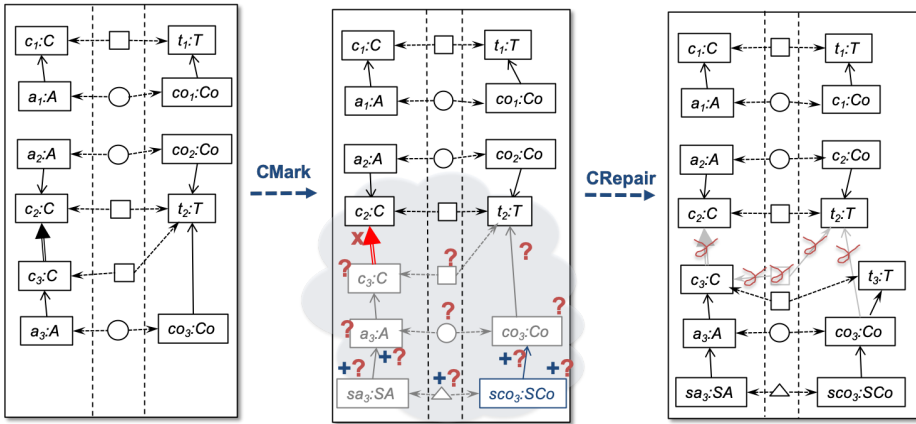 c₁:C t₁:T
a₁:A co₁:Co
a₂:A co₂:Co
c₂:C t₂:T
c₃:C
a₃:A co₃:Co
CMark
c₁:C t₁:T
a₁:A co₁:Co
a₂:A co₂:Co
c₂:C t₂:T
x ?
? ?
c₃:C
? ? ?
a₃:A co₃:Co
+? +? +? +? +?
sa₃:SA sco₃:SCo
CRepair
c₁:C t₁:T
a₁:A c₁:Co
a₂:A c₂:Co
c₂:C t₂:T
c₃:C t₃:T
a₃:A co₃:Co
sa₃:SA sco₃:SCo